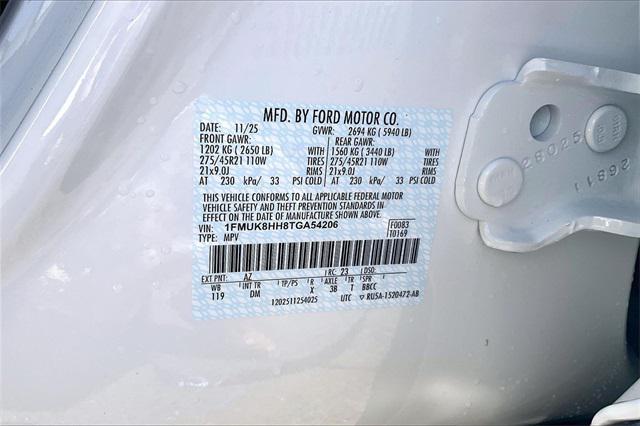 MFD. BY FORD MOTOR CO.
DATE: 11/25 GVWR: 2694 KG ( 5940 LB)
FRONT GAWR: REAR GAWR:
1202 KG ( 2650 LB) WITH 1560 KG ( 3440 LB) WITH
275/45R21 110W TIRES 275/45R21 110W TIRES
21x9.0J RIMS 21x9.0J RIMS
AT 230 kPa/ 33 PSI COLD AT 230 kPa/ 33 PSI COLD
THIS VEHICLE CONFORMS TO ALL APPLICABLE FEDERAL MOTOR
VEHICLE SAFETY AND THEFT PREVENTION STANDARDS IN
EFFECT ON THE DATE OF MANUFACTURE SHOWN ABOVE.
VIN: 1FMUK8HH8TGA54206 F0083
TYPE: MPV T0169
EXT PNT: AZ RC: 23 DSO:
WB INT TR TP/PS R AXLE TR SPR
119 DM X 3B T BBCC
1202511254025 UTC ▽ RU5A-1520472-AB
28025
26811